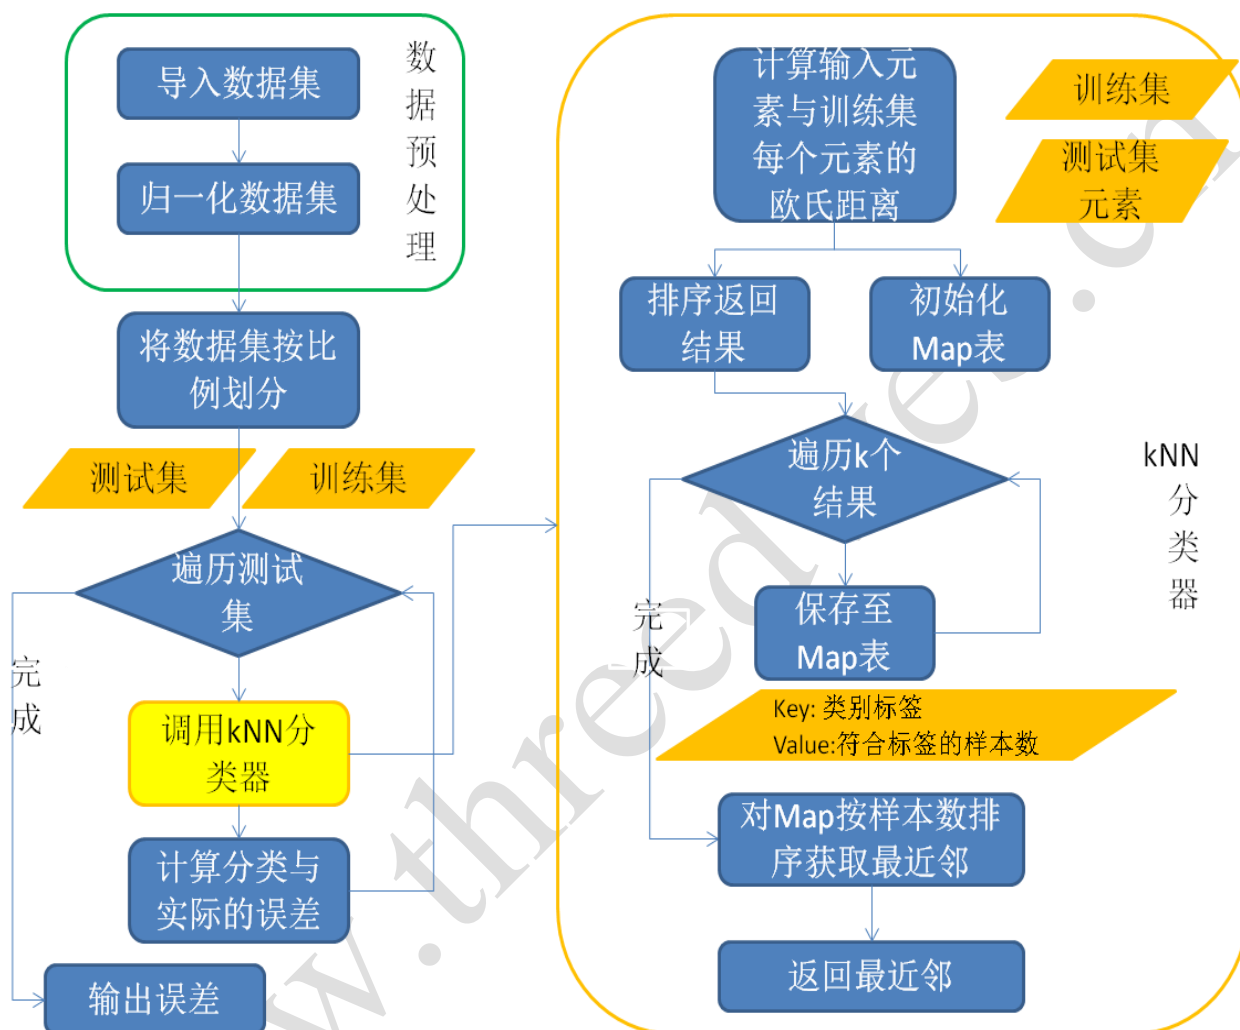 导入数据集
归一化数据集
数
据
预
处
理
将数据集按比
例划分
测试集
训练集
遍历测试
集
完
成
调用kNN分
类器
计算分类与
实际的误差
输出误差
计算输入元
素与训练集
每个元素的
欧氏距离
训练集
测试集
元素
排序返回
结果
初始化
Map表
遍历k个
结果
kNN
分
类
器
完
成
保存至
Map表
Key: 类别标签
Value:符合标签的样本数
对Map按样本数排
序获取最近邻
返回最近邻